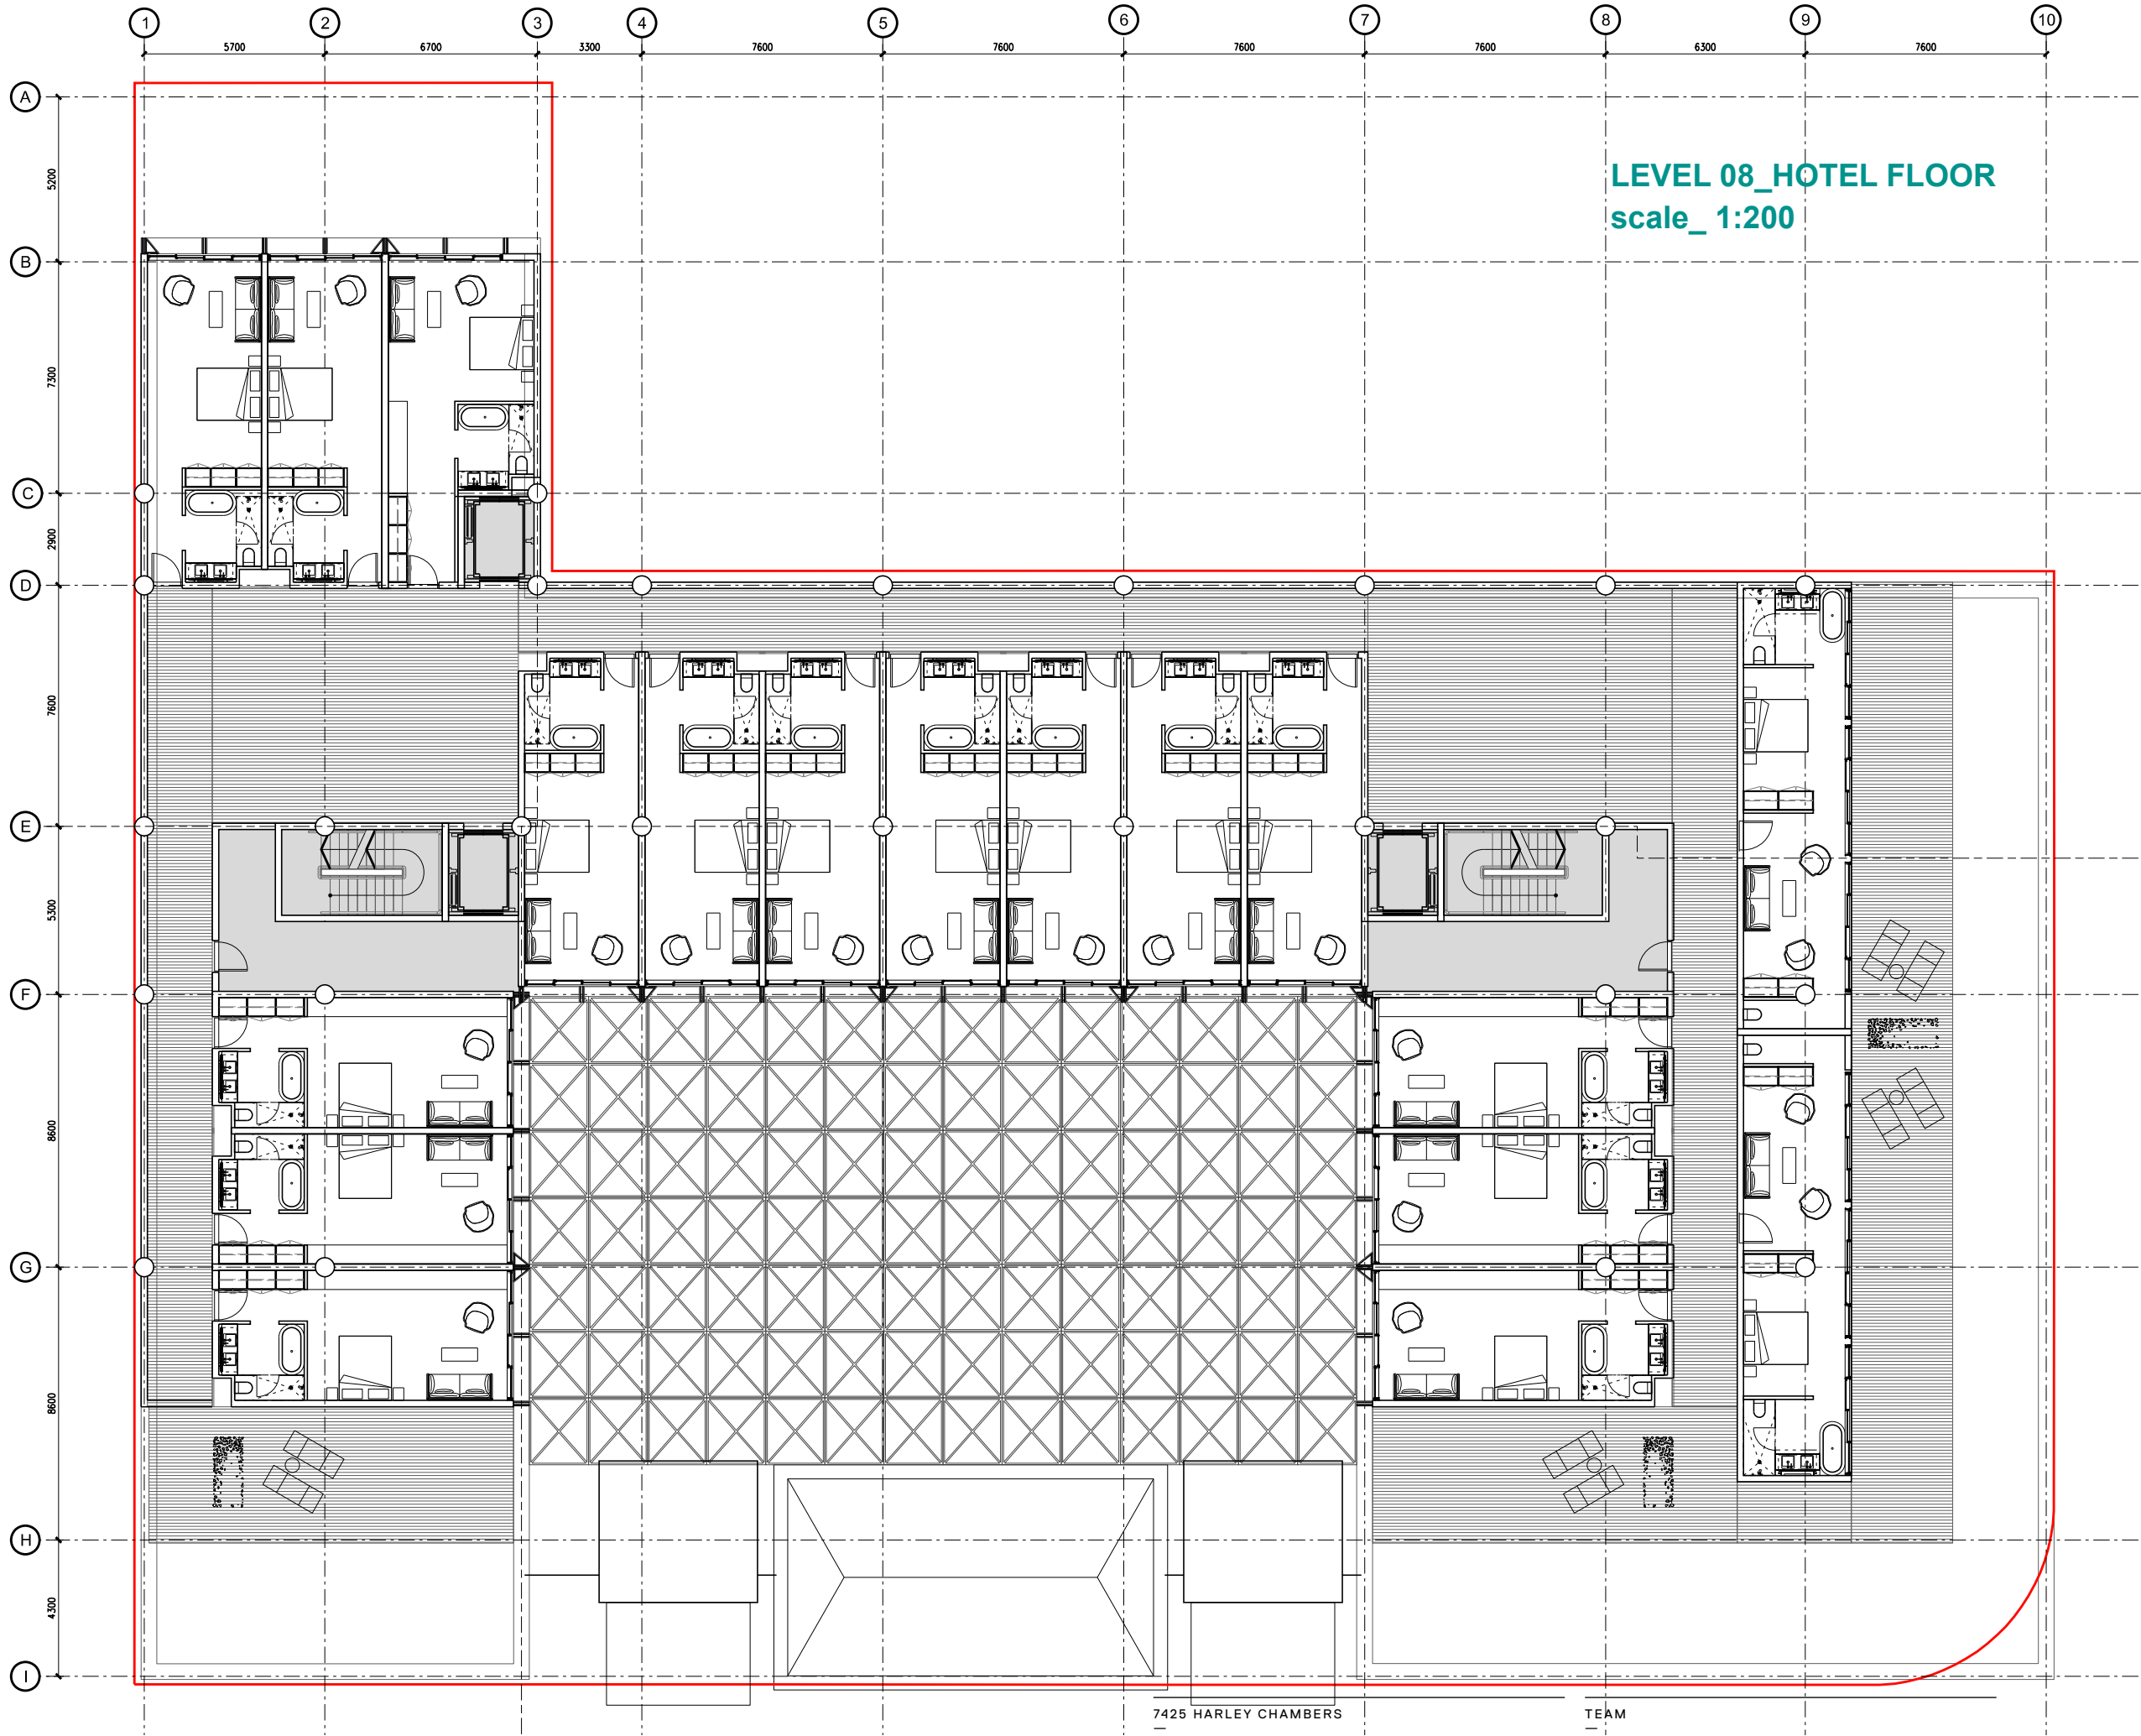 1 2 3 4 5 6 7 8 9 10
5700 6700 3300 7600 7600 7600 7600 6300 7600
A
5200
LEVEL 08_HOTEL FLOOR
scale_ 1:200
B
7300
C
2900
D
7600
E
5300
F
8600
G
8600
H
4300
I
7425 HARLEY CHAMBERS
TEAM